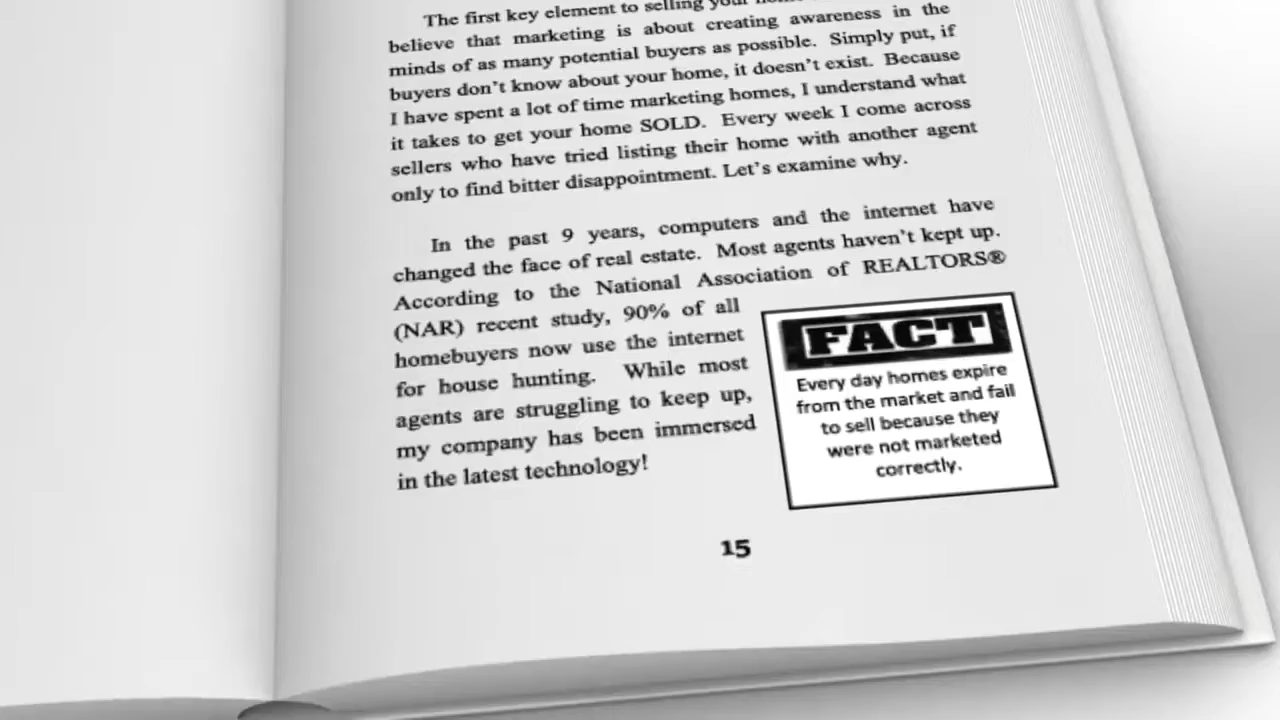 The first key element to selling your home
believe that marketing is about creating awareness in the
minds of as many potential buyers as possible. Simply put, if
buyers don't know about your home, it doesn't exist. Because
I have spent a lot of time marketing homes, I understand what
it takes to get your home SOLD. Every week I come across
sellers who have tried listing their home with another agent
only to find bitter disappointment. Let's examine why.
In the past 9 years, computers and the internet have
changed the face of real estate. Most agents haven't kept up.
According to the National Association of REALTORS®
(NAR) recent study, 90% of all
homebuyers now use the internet
for house hunting. While most
agents are struggling to keep up,
my company has been immersed
in the latest technology!
FACT
Every day homes expire
from the market and fail
to sell because they
were not marketed
correctly.
15